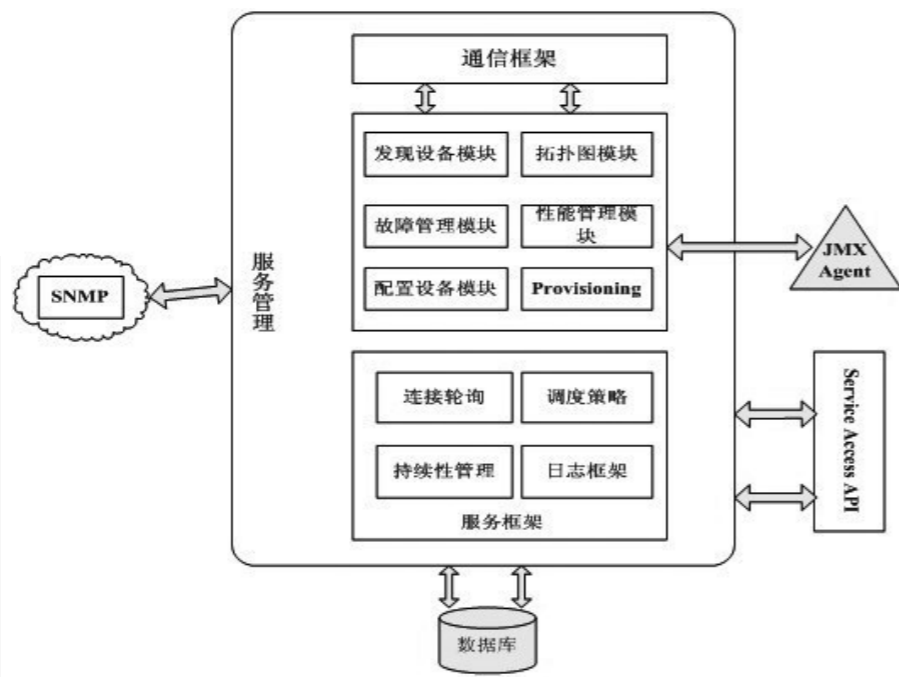 通信框架
发现设备模块
拓扑图模块
故障管理模块
性能管理模
块
配置设备模块
Provisioning
服务管理
SNMP
JMX
Agent
连接轮询
调度策略
持续性管理
日志框架
服务框架
Service Access API
数据库